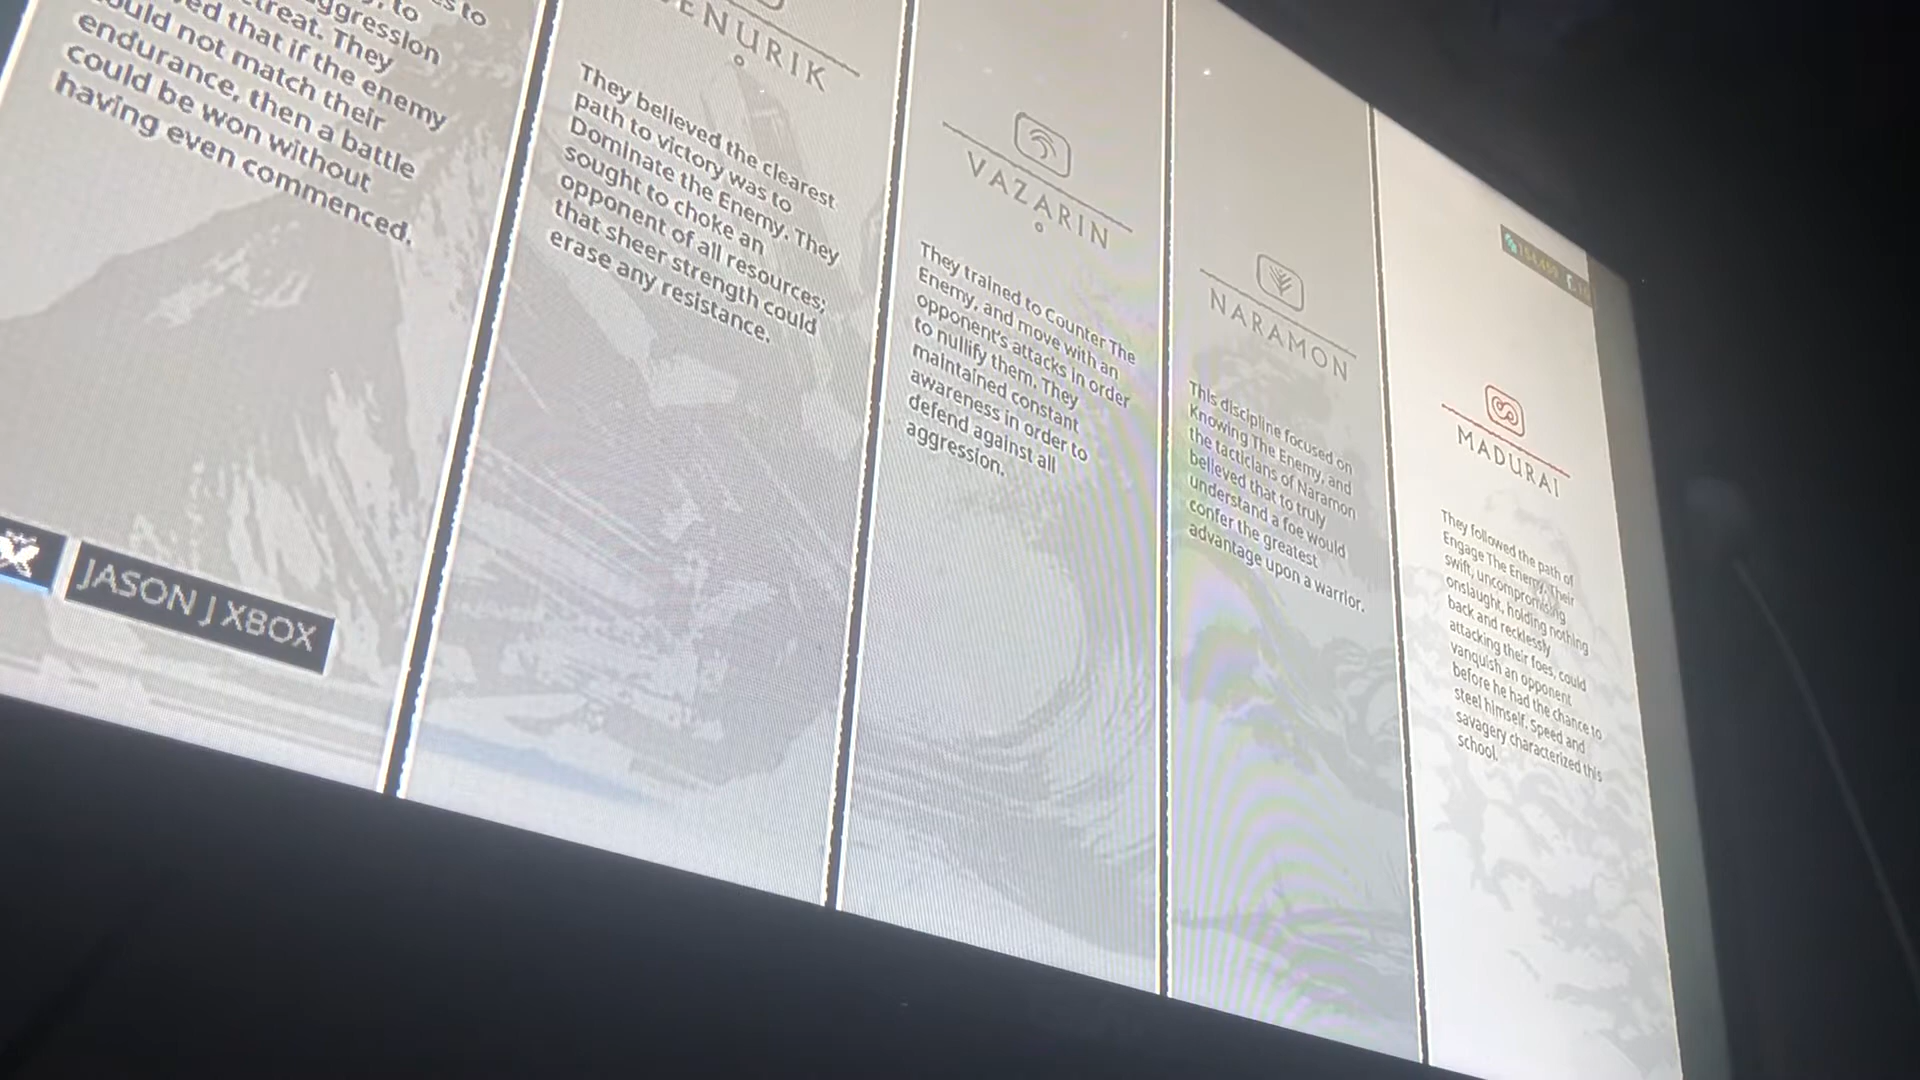 to
aggression
treat. They
that if the enemy
could not match their
endurance, then a battle
could be won without
having even commenced.
JASON J XBOX
ENURIK
They believed the clearest
path to victory was to
Dominate the Enemy. They
sought to choke an
opponent of all resources;
that sheer strength could
erase any resistance.
VAZARIN
They trained to Counter The
Enemy, and move with an
opponent's attacks in order
to nullify them. They
maintained constant
awareness in order to
defend against all
aggression.
NARAMON
This discipline focused on
Knowing The Enemy, and
the tacticians of Naramon
believed that to truly
understand a foe would
confer the greatest
advantage upon a warrior.
MADURAI
They followed the path of
Engage The Enemy. Their
swift, uncompromising
onslaught, holding nothing
back and recklessly
attacking their foes, could
vanquish an opponent
before he had the chance to
steel himself. Speed and
savagery characterized this
school.